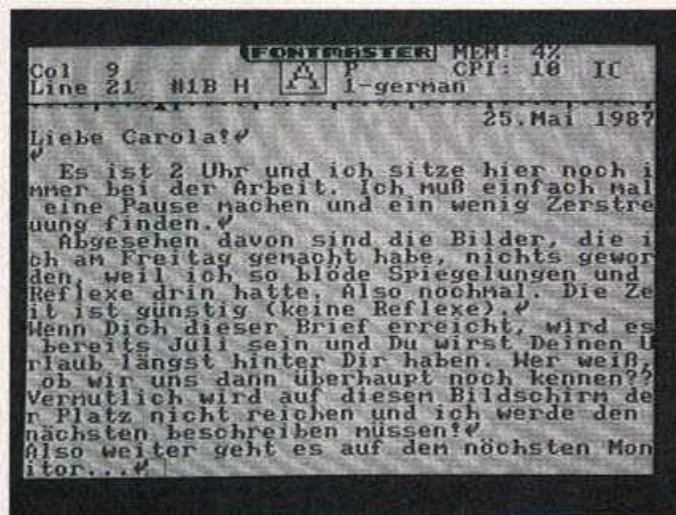 FONTMASTER MEM: 4%
Col 9 P CPI: 10 IC
Line 21 #1B H A 1-german
25.Mai 1987
Liebe Carola!
Es ist 2 Uhr und ich sitze hier noch i
mmer bei der Arbeit. Ich muß einfach mal
eine Pause machen und ein wenig Zerstre
uung finden.
Abgesehen davon sind die Bilder, die i
ch am Freitag gemacht habe, nichts gewor
den, weil ich so blöde Spiegelungen und
Reflexe drin hatte. Also nochmal. Die Ze
it ist günstig (keine Reflexe).
Wenn Dich dieser Brief erreicht, wird es
bereits Juli sein und Du wirst Deinen U
rlaub längst hinter Dir haben. Wer weiß,
ob wir uns dann überhaupt noch kennen??
Vermutlich wird auf diesem Bildschirm de
r Platz nicht reichen und ich werde den
nächsten beschreiben müssen!
Also weiter geht es auf dem nöchsten Mon
itor...